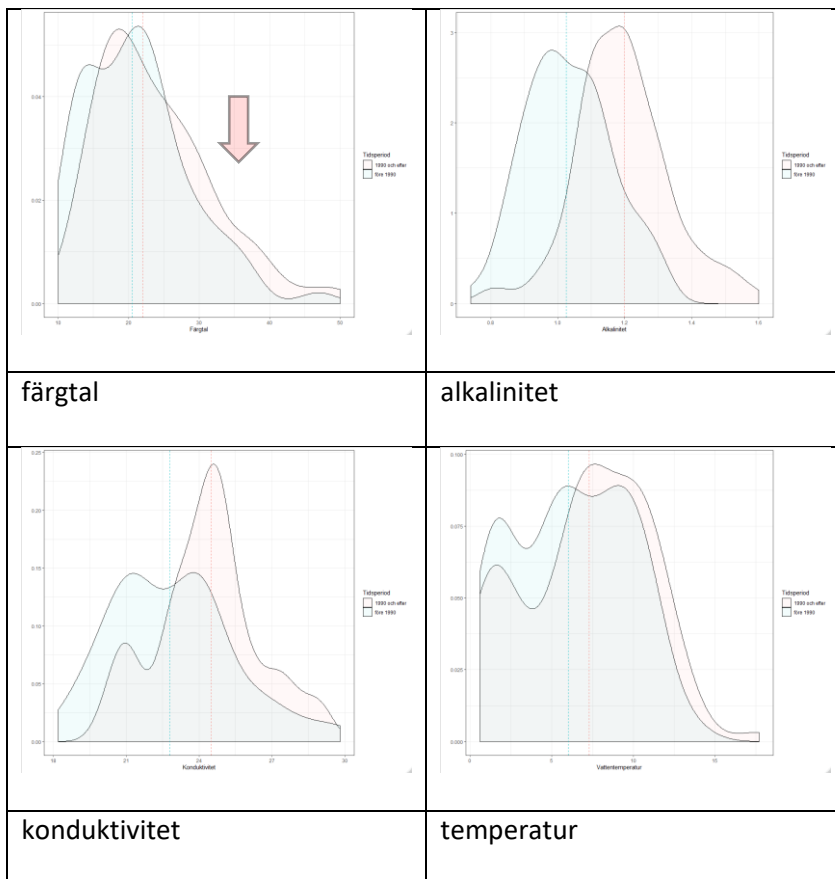 0.04
0.02
0.00
10
20
30
40
50
Färgtal
Tidsperiod
1990 och efter
före 1990
3
2
1
0
0.8
1.0
1.2
1.4
1.6
Alkalinitet
Tidsperiod
1990 och efter
före 1990
färgtal
alkalinitet
0.25
0.20
0.15
0.10
0.05
0.00
18
21
24
27
30
Konduktivitet
Tidsperiod
1990 och efter
före 1990
0.100
0.075
0.050
0.025
0.000
0
5
10
15
Vattentemperatur
Tidsperiod
1990 och efter
före 1990
konduktivitet
temperatur